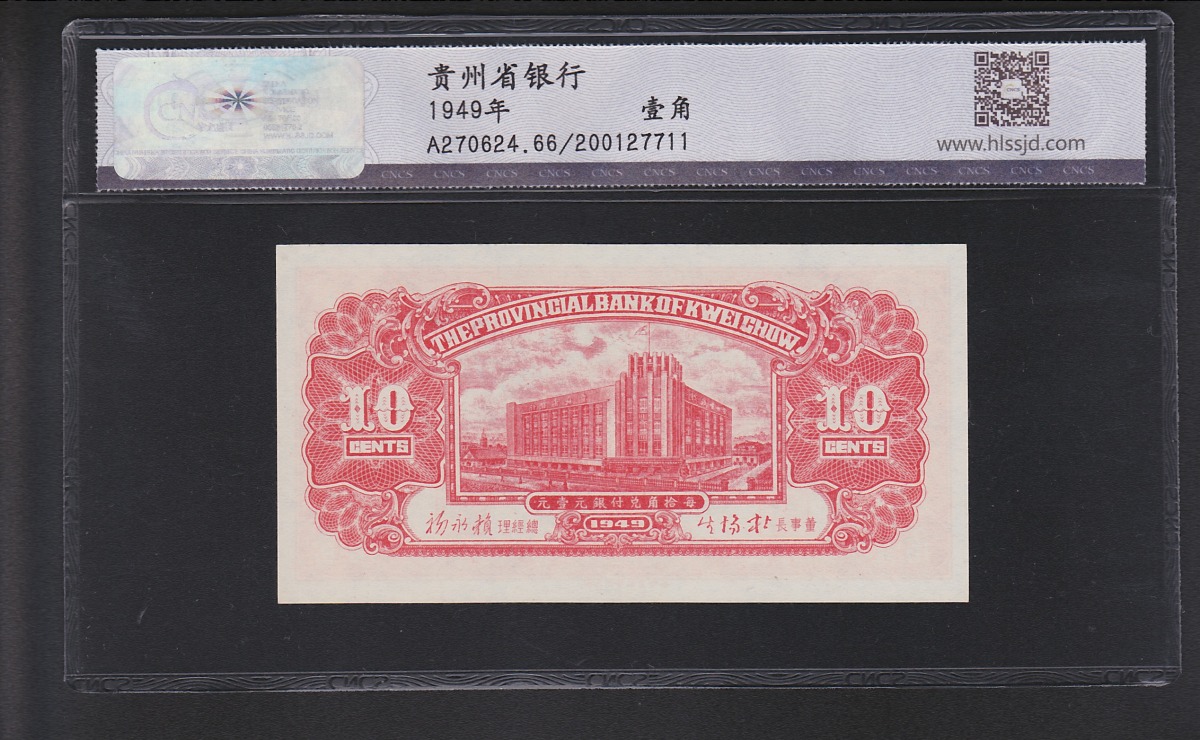 贵州省银行
1949年 壹角
A270624.66/200127711
www.hlssjd.com
CNCS CNCS CNCS CNCS CNCS CNCS CNCS CNCS CNCS CNCS CNCS CNCS CNCS CNCS
THE PROVINCIAL BANK OF KWEICHOW
10 CENTS
10 CENTS
每拾角兑付銀元壹元
總經理
1949
董事長